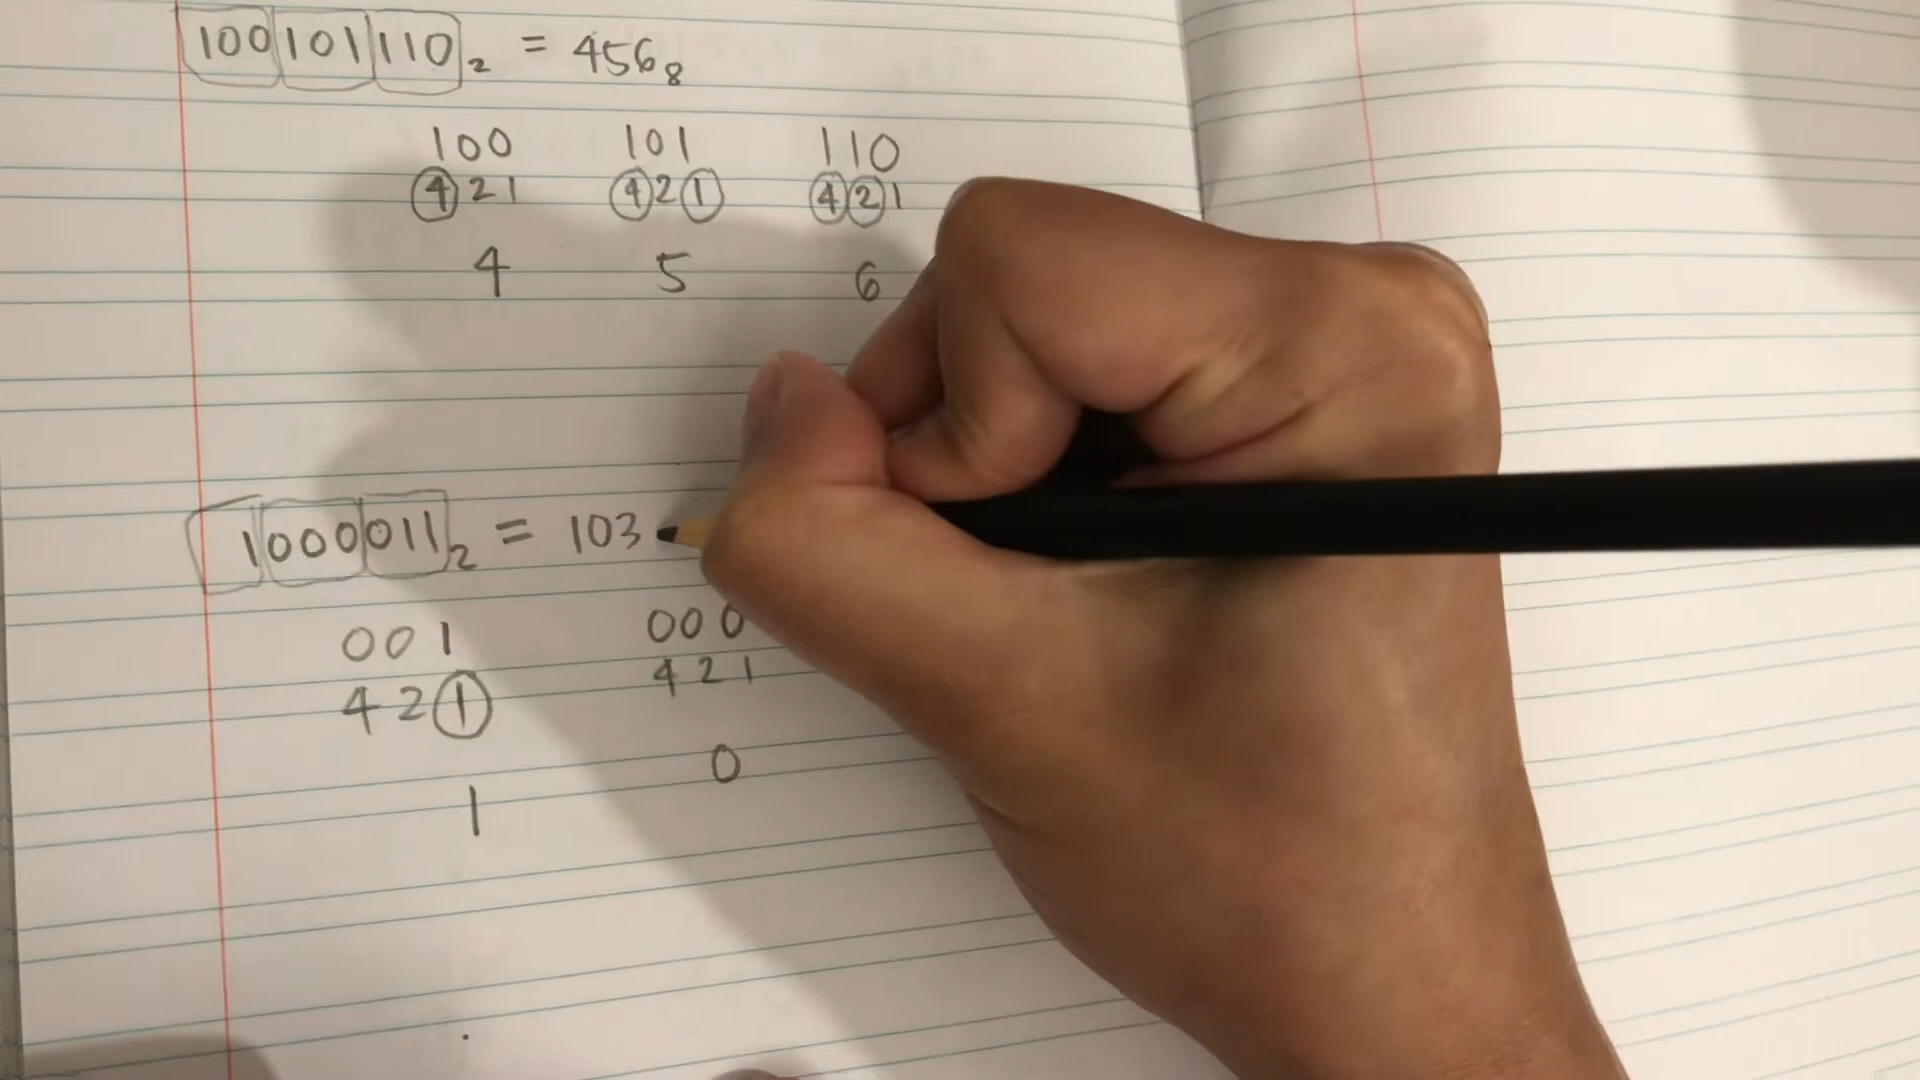 100101110₂ = 456₈
100 101 110
421 421 421
4 5 6
1000011₂ = 103
001 000
421 421
1 0